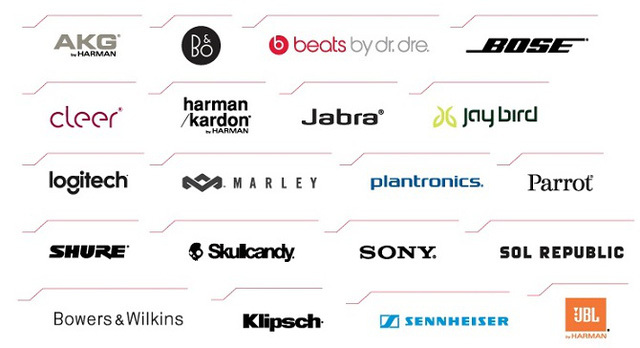 AKG®
by HARMAN
B&O
beats by dr. dre.
BOSE®
cleer®
harman
/kardon®
by HARMAN
Jabra®
jaybird
logitech
MARLEY
plantronics.
Parrot®
SHURE®
Skullcandy.
SONY.
SOL REPUBLIC
Bowers & Wilkins
Klipsch®
SENNHEISER
JBL
by HARMAN